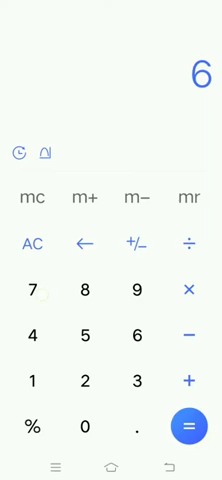 6
mc m+ m− mr
AC ← +/− ÷
7 8 9 ×
4 5 6 −
1 2 3 +
% 0 . =